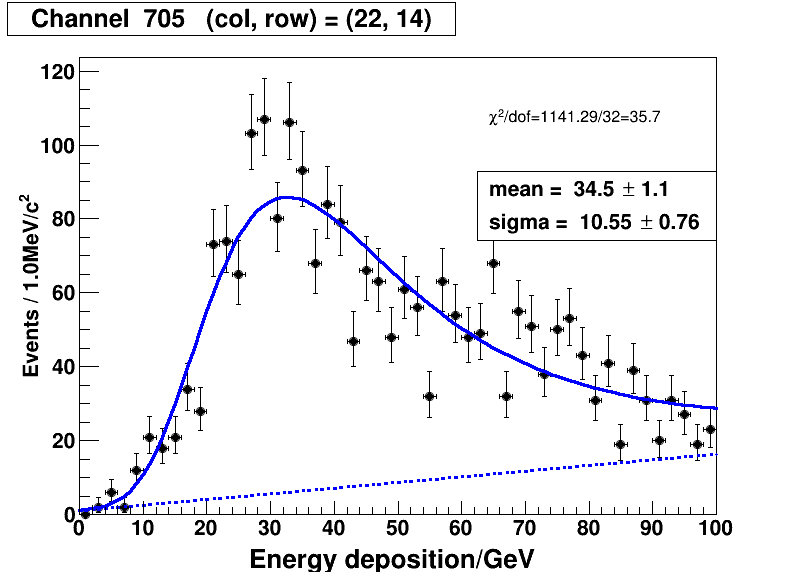 Channel 705 (col, row) = (22, 14)
χ²/dof=1141.29/32=35.7
mean = 34.5 ± 1.1
sigma = 10.55 ± 0.76
Events / 1.0MeV/c²
120
100
80
60
40
20
0
0 10 20 30 40 50 60 70 80 90 100
Energy deposition/GeV